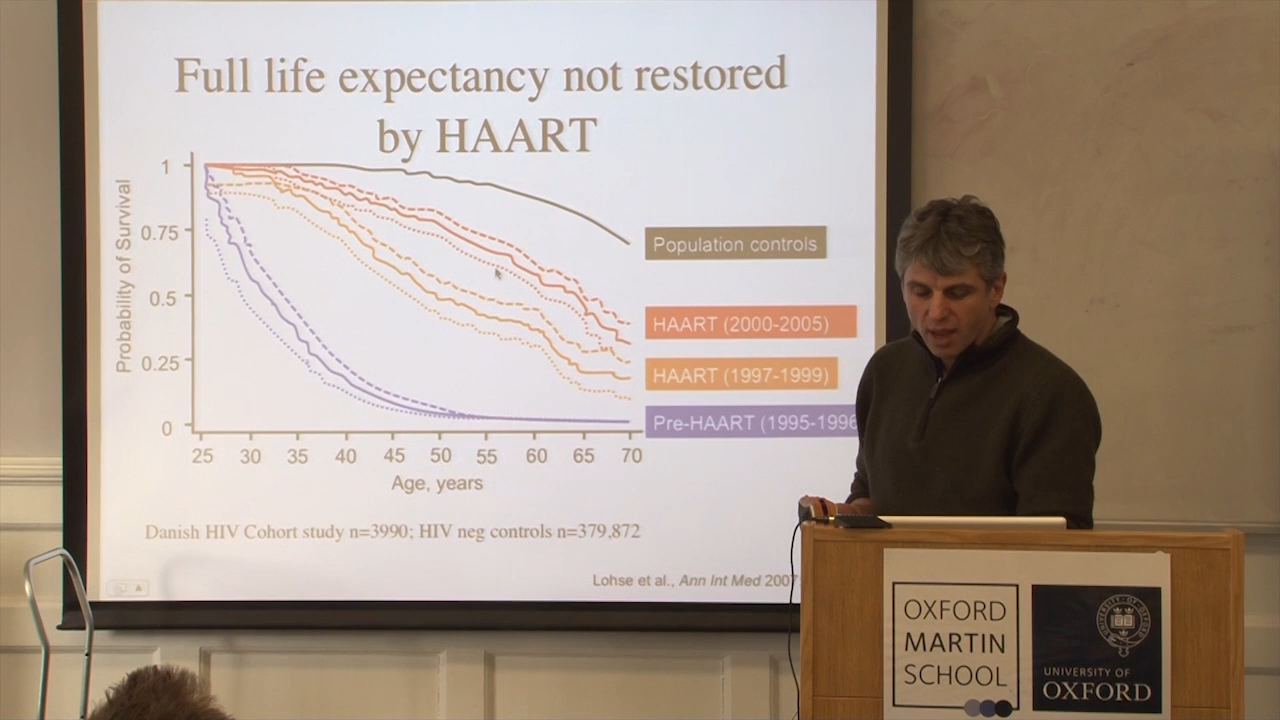 Full life expectancy not restored
by HAART
Probability of Survival
1
0.75
0.5
0.25
0
25 30 35 40 45 50 55 60 65 70
Age, years
Population controls
HAART (2000-2005)
HAART (1997-1999)
Pre-HAART (1995-1996
Danish HIV Cohort study n=3990; HIV neg controls n=379,872
Lohse et al., Ann Int Med 2007
OXFORD
MARTIN
SCHOOL
UNIVERSITY OF
OXFORD